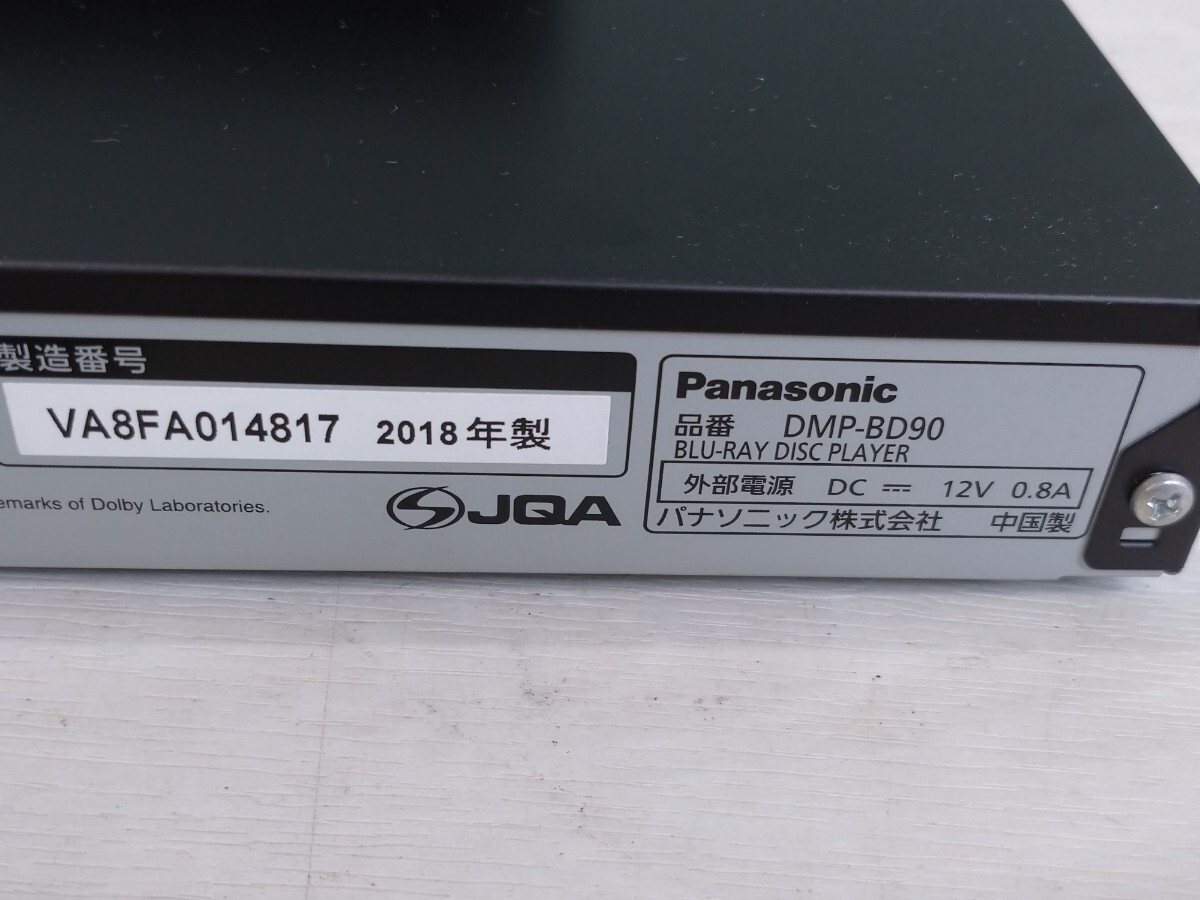 製造番号
VA8FA014817 2018年製
emarks of Dolby Laboratories.
JQA
Panasonic
品番 DMP-BD90
BLU-RAY DISC PLAYER
外部電源 DC ⎓ 12V 0.8A
パナソニック株式会社 中国製